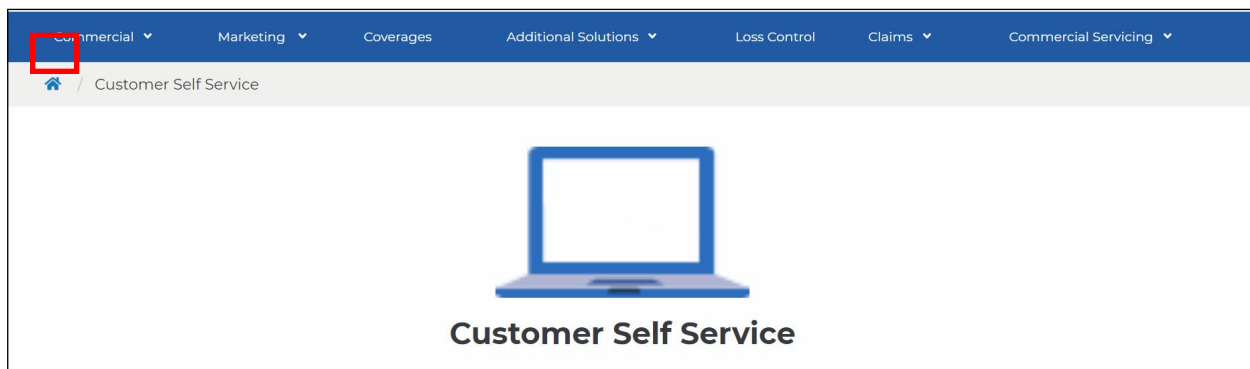 Commercial Marketing Coverages Additional Solutions Loss Control Claims Commercial Servicing
/ Customer Self Service
Customer Self Service